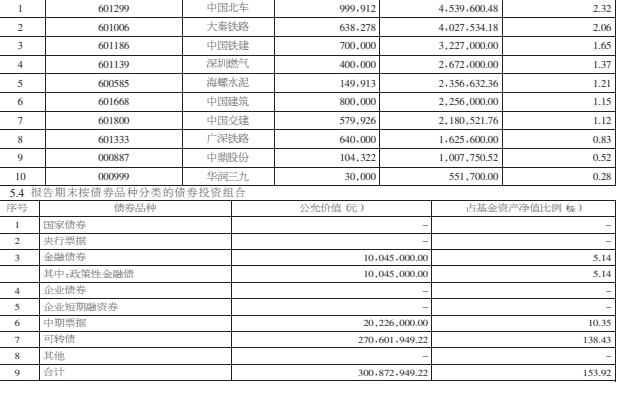 1 601299 中国北车 999,912 4,539,600.48 2.32
2 601006 大秦铁路 638,278 4,027,534.18 2.06
3 601186 中国铁建 700,000 3,227,000.00 1.65
4 601139 深圳燃气 400,000 2,672,000.00 1.37
5 600585 海螺水泥 149,913 2,356,632.36 1.21
6 601668 中国建筑 800,000 2,256,000.00 1.15
7 601800 中国交建 579,926 2,180,521.76 1.12
8 601333 广深铁路 640,000 1,625,600.00 0.83
9 000887 中鼎股份 104,322 1,007,750.52 0.52
10 000999 华润三九 30,000 551,700.00 0.28
5.4 报告期末按债券品种分类的债券投资组合
序号 债券品种 公允价值(元) 占基金资产净值比例(%)
1 国家债券 – –
2 央行票据 – –
3 金融债券 10,045,000.00 5.14
其中:政策性金融债 10,045,000.00 5.14
4 企业债券 – –
5 企业短期融资券 – –
6 中期票据 20,226,000.00 10.35
7 可转债 270,601,949.22 138.43
8 其他 – –
9 合计 300,872,949.22 153.92